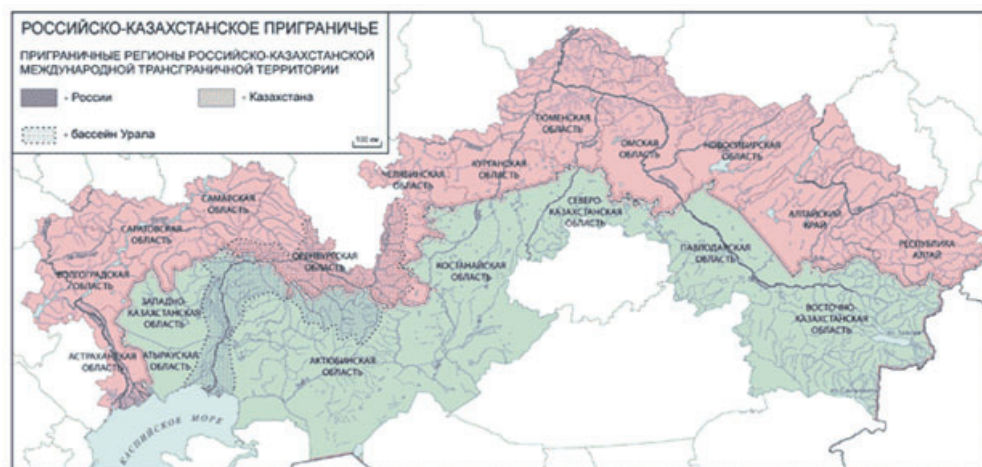 РОССИЙСКО-КАЗАХСТАНСКОЕ ПРИГРАНИЧЬЕ
ПРИГРАНИЧНЫЕ РЕГИОНЫ РОССИЙСКО-КАЗАХСТАНСКОЙ
МЕЖДУНАРОДНОЙ ТРАНСГРАНИЧНОЙ ТЕРРИТОРИИ
- России
- Казахстана
- бассейн Урала
100 км
ТЮМЕНСКАЯ
ОБЛАСТЬ
ОМСКАЯ
ОБЛАСТЬ
НОВОСИБИРСКАЯ
ОБЛАСТЬ
КУРГАНСКАЯ
ОБЛАСТЬ
ЧЕЛЯБИНСКАЯ
ОБЛАСТЬ
САМАРСКАЯ
ОБЛАСТЬ
СЕВЕРО-
КАЗАХСТАНСКАЯ
ОБЛАСТЬ
АЛТАЙСКИЙ
КРАЙ
САРАТОВСКАЯ
ОБЛАСТЬ
ОРЕНБУРГСКАЯ
ОБЛАСТЬ
ПАВЛОДАРСКАЯ
ОБЛАСТЬ
РЕСПУБЛИКА
АЛТАЙ
ВОЛГОГРАДСКАЯ
ОБЛАСТЬ
КОСТАНАЙСКАЯ
ОБЛАСТЬ
ЗАПАДНО-
КАЗАХСТАНСКАЯ
ОБЛАСТЬ
ВОСТОЧНО-
КАЗАХСТАНСКАЯ
ОБЛАСТЬ
АСТРАХАНСКАЯ
ОБЛАСТЬ
АТЫРАУСКАЯ
ОБЛАСТЬ
АКТЮБИНСКАЯ
ОБЛАСТЬ
КАСПИЙСКОЕ МОРЕ